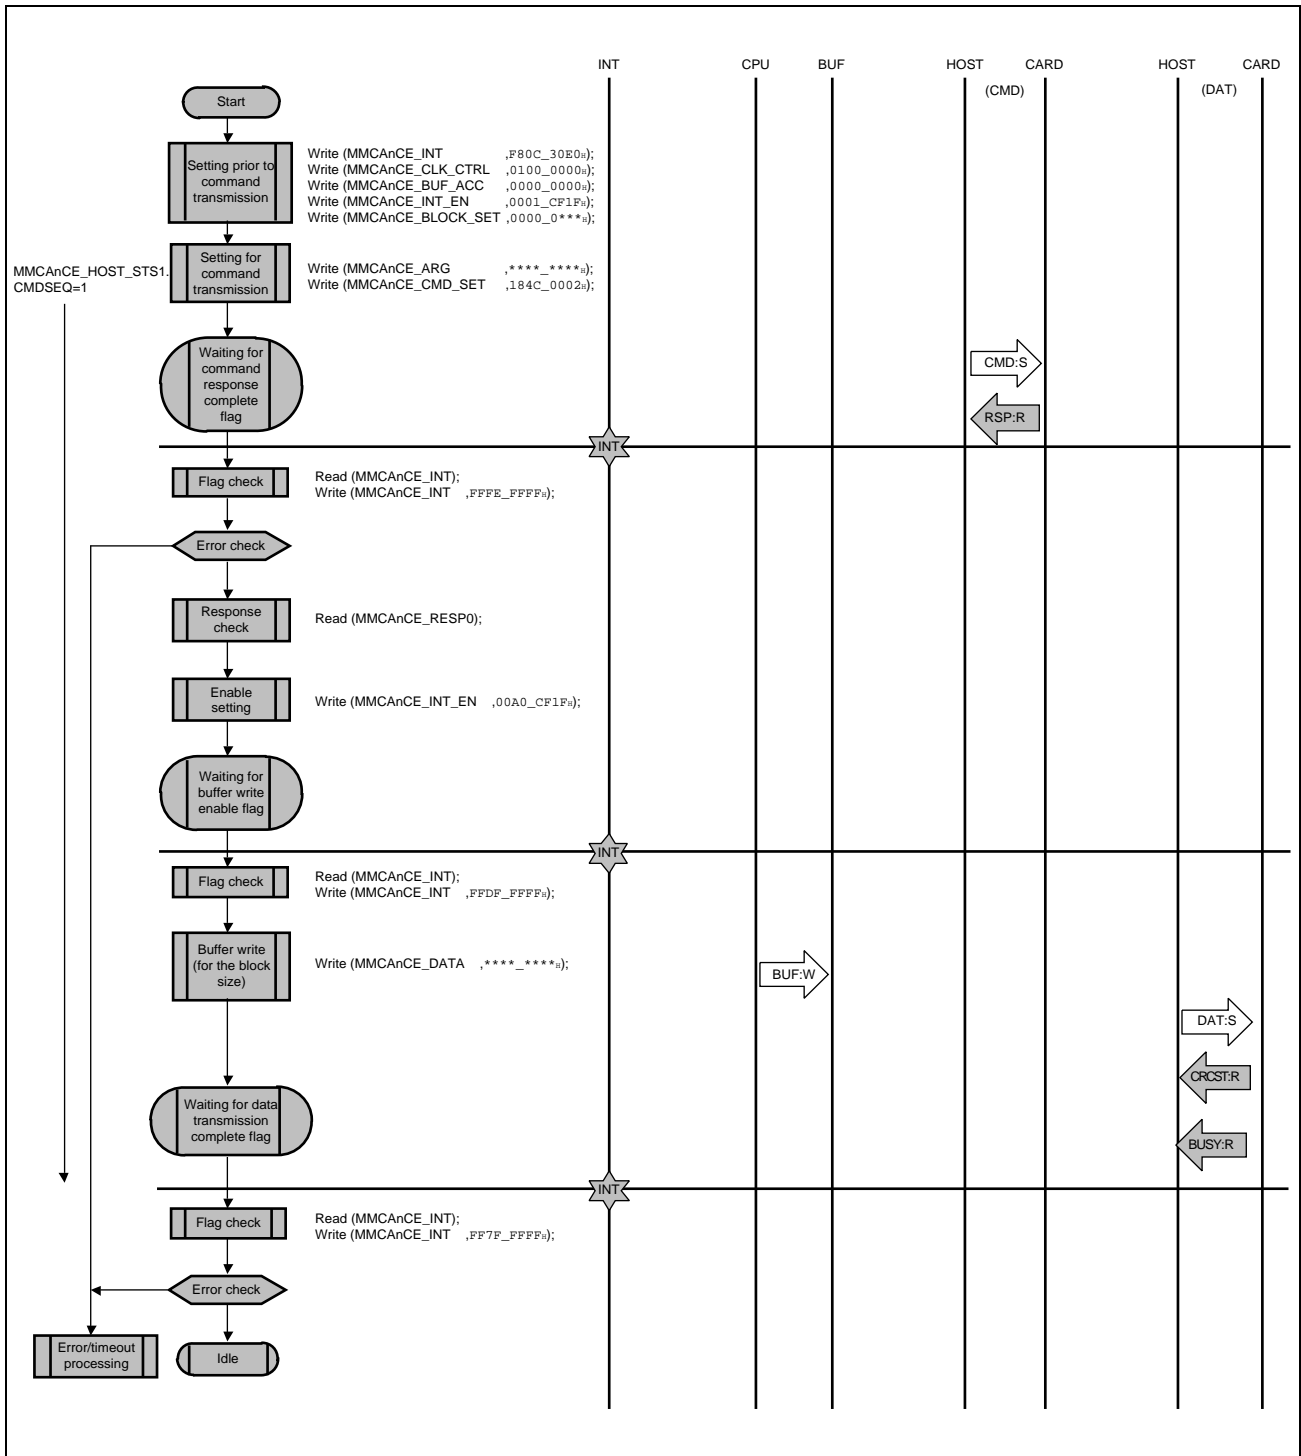 INT CPU BUF HOST CARD HOST CARD
(CMD) (DAT)
Start
Setting prior to
command
transmission
Write (MMCAnCE_INT ,F80C_30E0H);
Write (MMCAnCE_CLK_CTRL ,0100_0000H);
Write (MMCAnCE_BUF_ACC ,0000_0000H);
Write (MMCAnCE_INT_EN ,0001_CF1FH);
Write (MMCAnCE_BLOCK_SET ,0000_0***H);
MMCAnCE_HOST_STS1.
CMDSEQ=1
Setting for
command
transmission
Write (MMCAnCE_ARG ,****_****H);
Write (MMCAnCE_CMD_SET ,184C_0002H);
Waiting for
command
response
complete
flag
CMD:S
RSP:R
INT
Flag check
Read (MMCAnCE_INT);
Write (MMCAnCE_INT ,FFFE_FFFFH);
Error check
Response
check
Read (MMCAnCE_RESP0);
Enable
setting
Write (MMCAnCE_INT_EN ,00A0_CF1FH);
Waiting for
buffer write
enable flag
INT
Flag check
Read (MMCAnCE_INT);
Write (MMCAnCE_INT ,FFDF_FFFFH);
Buffer write
(for the block
size)
Write (MMCAnCE_DATA ,****_****H);
BUF:W
DAT:S
CRCST:R
Waiting for data
transmission
complete flag
BUSY:R
INT
Flag check
Read (MMCAnCE_INT);
Write (MMCAnCE_INT ,FF7F_FFFFH);
Error check
Error/timeout
processing
Idle